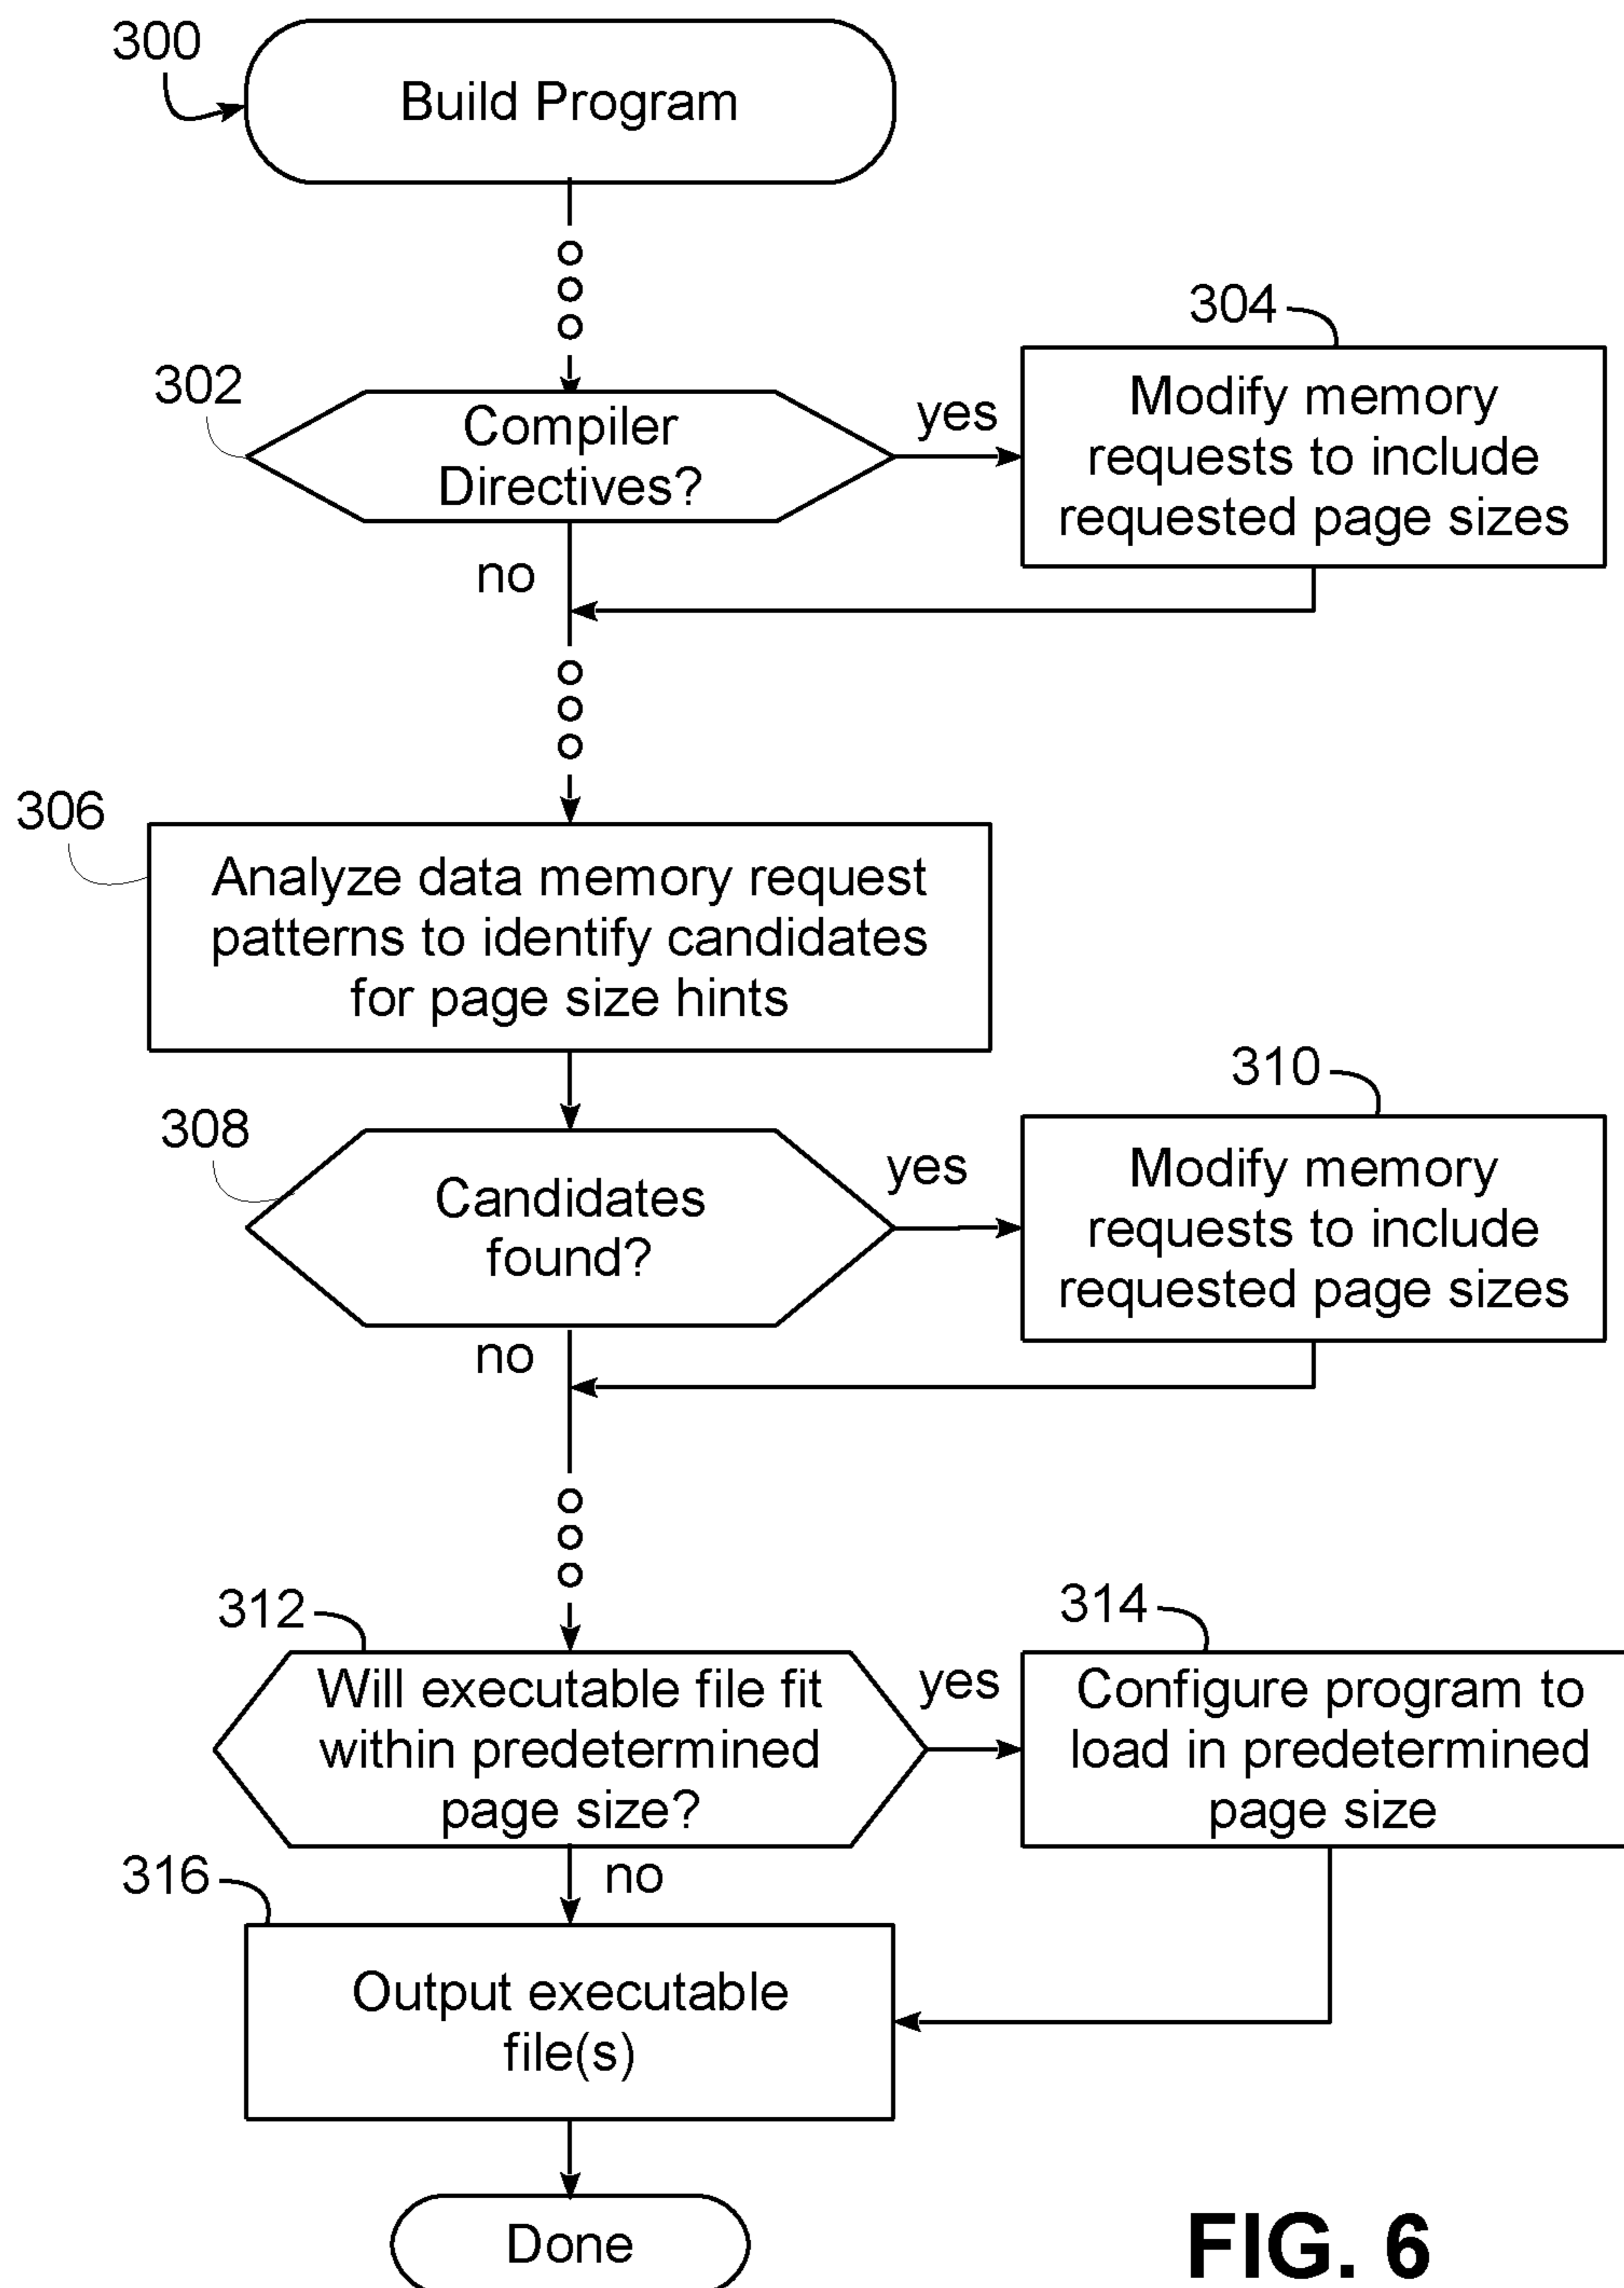 300
Build Program
304
302
Compiler
Directives?
yes
Modify memory
requests to include
requested page sizes
no
306
Analyze data memory request
patterns to identify candidates
for page size hints
310
308
Candidates
found?
yes
Modify memory
requests to include
requested page sizes
no
312
314
Will executable file fit
within predetermined
page size?
yes
Configure program to
load in predetermined
page size
no
316
Output executable
file(s)
Done
FIG. 6